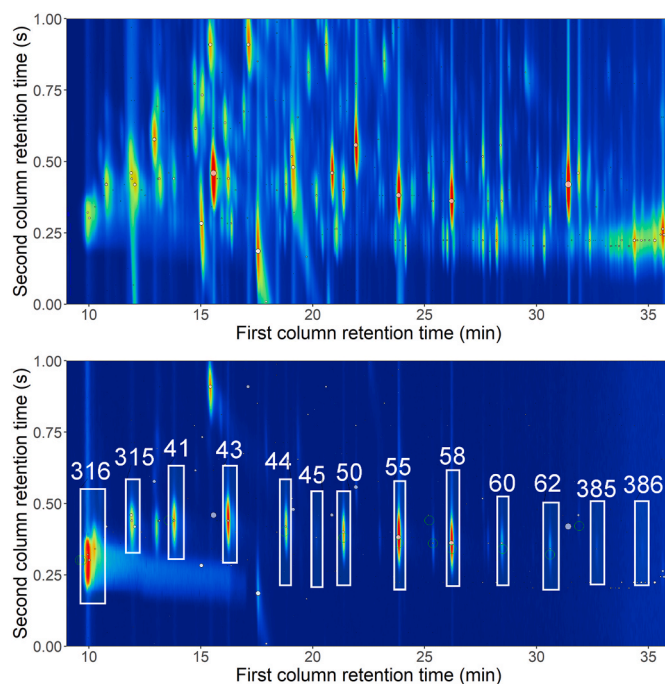 1.00
0.75
0.50
0.25
0.00
Second column retention time (s)
10 15 20 25 30 35
First column retention time (min)
1.00
0.75
0.50
0.25
0.00
Second column retention time (s)
316 315 41 43 44 45 50 55 58 60 62 385 386
10 15 20 25 30 35
First column retention time (min)